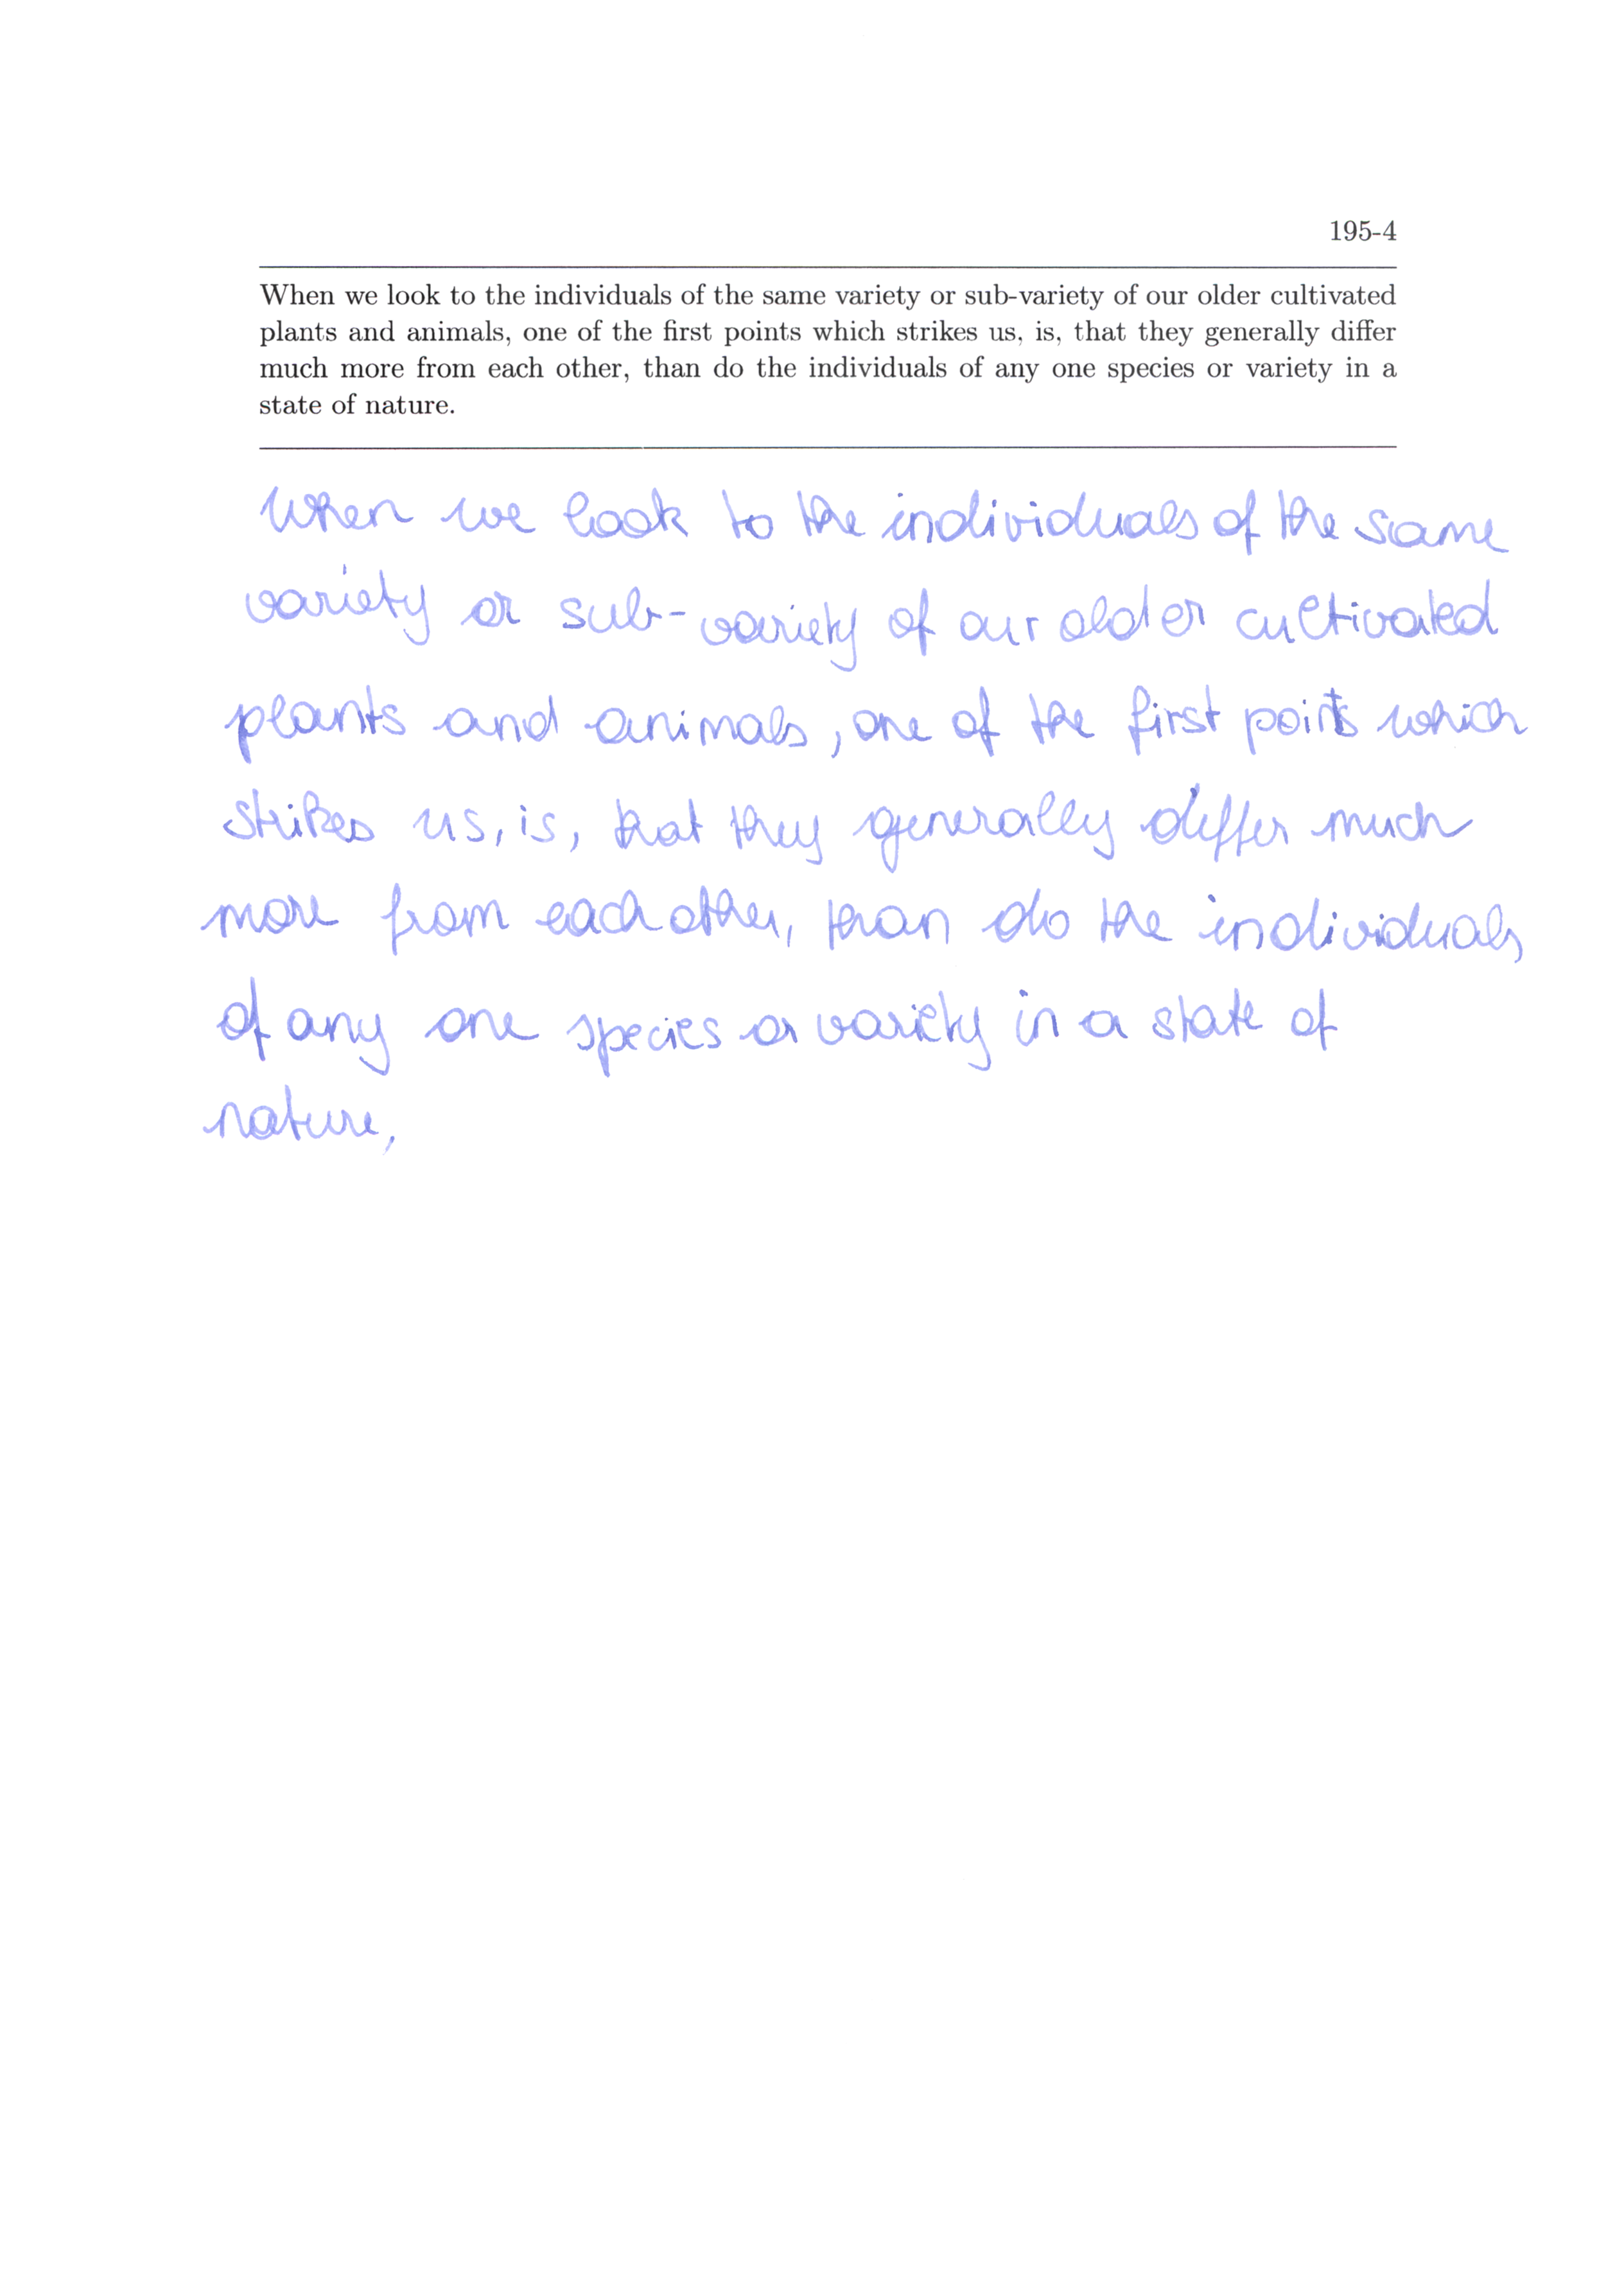 195-4
When we look to the individuals of the same variety or sub-variety of our older cultivated
plants and animals, one of the first points which strikes us, is, that they generally differ
much more from each other, than do the individuals of any one species or variety in a
state of nature.
When we look to the individuals of the same
variety or sub-variety of our older cultivated
plants and animals, one of the first points which
strikes us, is, that they generally differ much
more from each other, than do the individuals
of any one species or variety in a state of
nature,